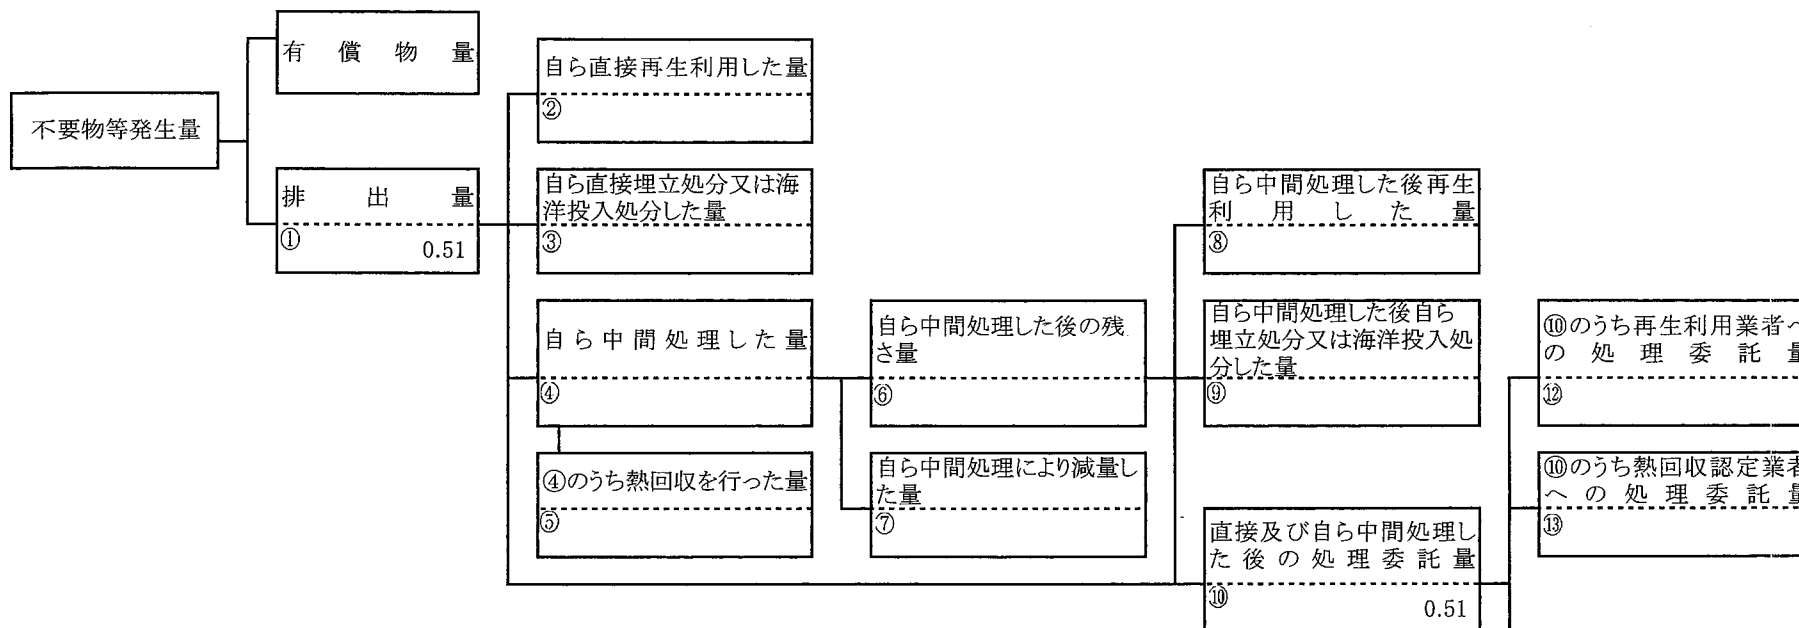 有償物量
不要物等発生量
排出量
①
0.51
自ら直接再生利用した量
②
自ら直接埋立処分又は海
洋投入処分した量
③
自ら中間処理した量
④
④のうち熱回収を行った量
⑤
自ら中間処理した後の残
さ量
⑥
自ら中間処理により減量し
た量
⑦
自ら中間処理した後再生
利用した量
⑧
自ら中間処理した後自ら
埋立処分又は海洋投入処
分した量
⑨
直接及び自ら中間処理し
た後の処理委託量
⑩
0.51
⑩のうち再生利用業者へ
の処理委託量
⑫
⑩のうち熱回収認定業者
への処理委託量
⑬